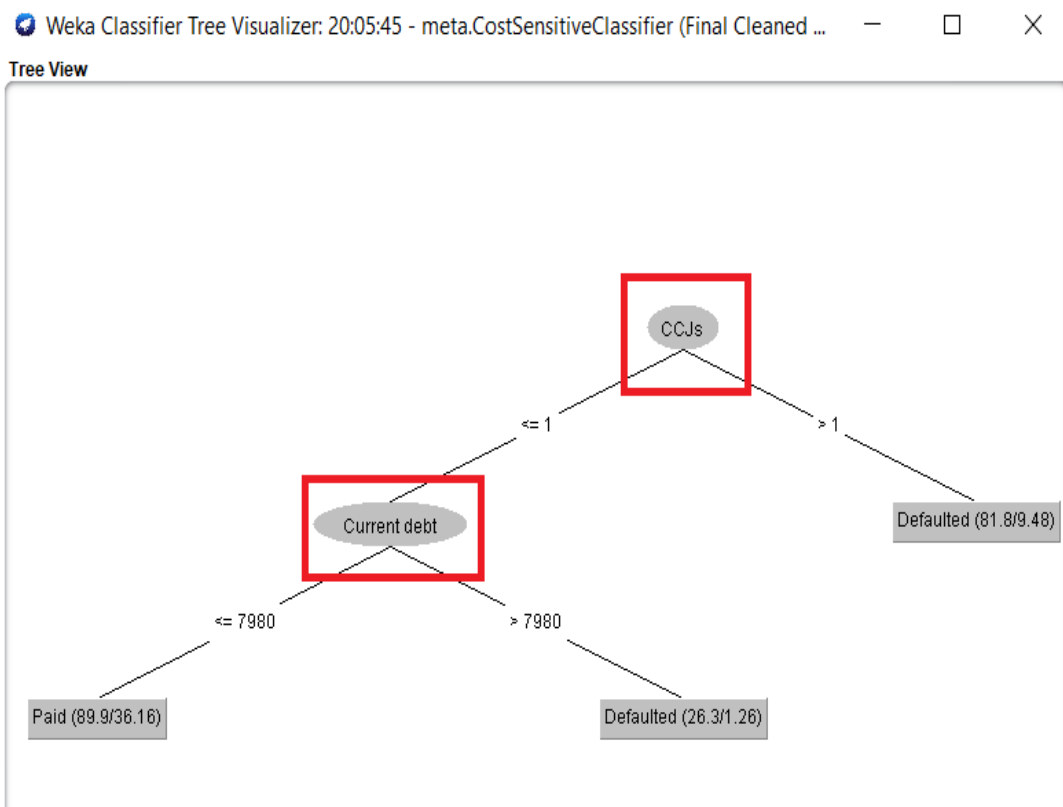 Weka Classifier Tree Visualizer: 20:05:45 - meta.CostSensitiveClassifier (Final Cleaned ...
Tree View
CCJs
<= 1
> 1
Current debt
Defaulted (81.8/9.48)
<= 7980
> 7980
Paid (89.9/36.16)
Defaulted (26.3/1.26)